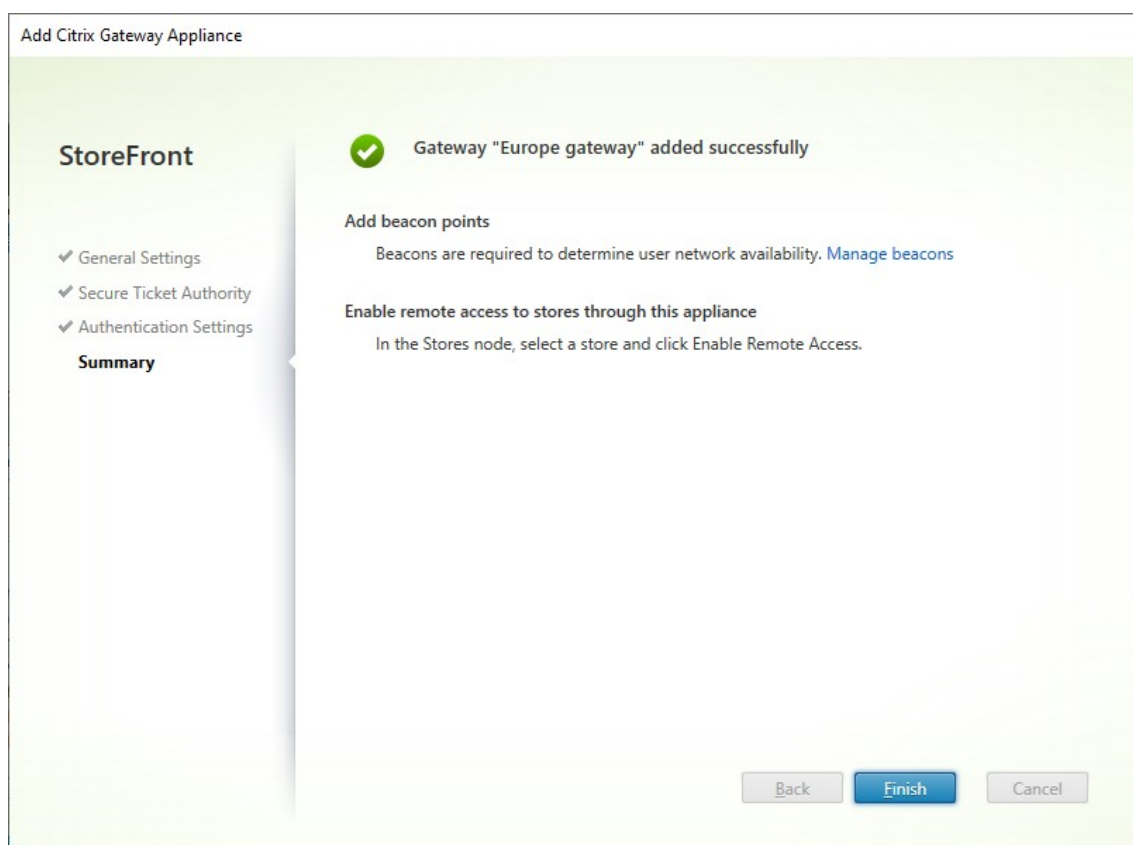 Add Citrix Gateway Appliance
StoreFront
General Settings
Secure Ticket Authority
Authentication Settings
Summary
Gateway "Europe gateway" added successfully
Add beacon points
Beacons are required to determine user network availability. Manage beacons
Enable remote access to stores through this appliance
In the Stores node, select a store and click Enable Remote Access.
Back
Finish
Cancel